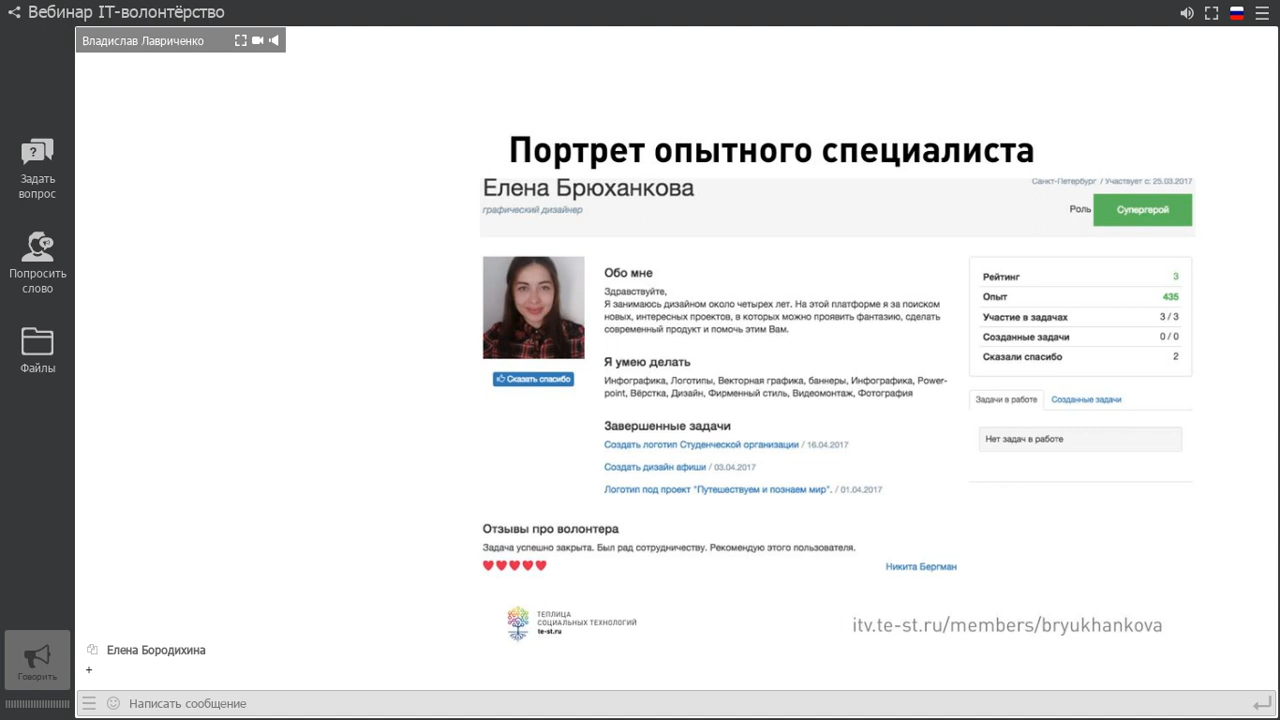 Вебинар IT-волонтёрство
Владислав Лавриченко
Задать
вопрос
Попросить
слово
Файлы
Говорить
Портрет опытного специалиста
Елена Брюханкова
графический дизайнер
Санкт-Петербург / Участвует с: 25.03.2017
Роль Супергерой
Сказать спасибо
Обо мне
Здравствуйте,
Я занимаюсь дизайном около четырех лет. На этой платформе я за поиском
новых, интересных проектов, в которых можно проявить фантазию, сделать
современный продукт и помочь этим Вам.
Я умею делать
Инфографика, Логотипы, Векторная графика, баннеры, Инфографика, Power-
point, Вёрстка, Дизайн, Фирменный стиль, Видеомонтаж, Фотография
Завершенные задачи
Создать логотип Студенческой организации / 16.04.2017
Создать дизайн афиши / 03.04.2017
Логотип под проект "Путешествуем и познаем мир". / 01.04.2017
Рейтинг 3
Опыт 435
Участие в задачах 3 / 3
Созданные задачи 0 / 0
Сказали спасибо 2
Задачи в работе Созданные задачи
Нет задач в работе
Отзывы про волонтера
Задача успешно закрыта. Был рад сотрудничеству. Рекомендую этого пользователя.
Никита Бергман
ТЕПЛИЦА
СОЦИАЛЬНЫХ ТЕХНОЛОГИЙ
te-st.ru
itv.te-st.ru/members/bryukhankova
Елена Бородихина
+
Написать сообщение